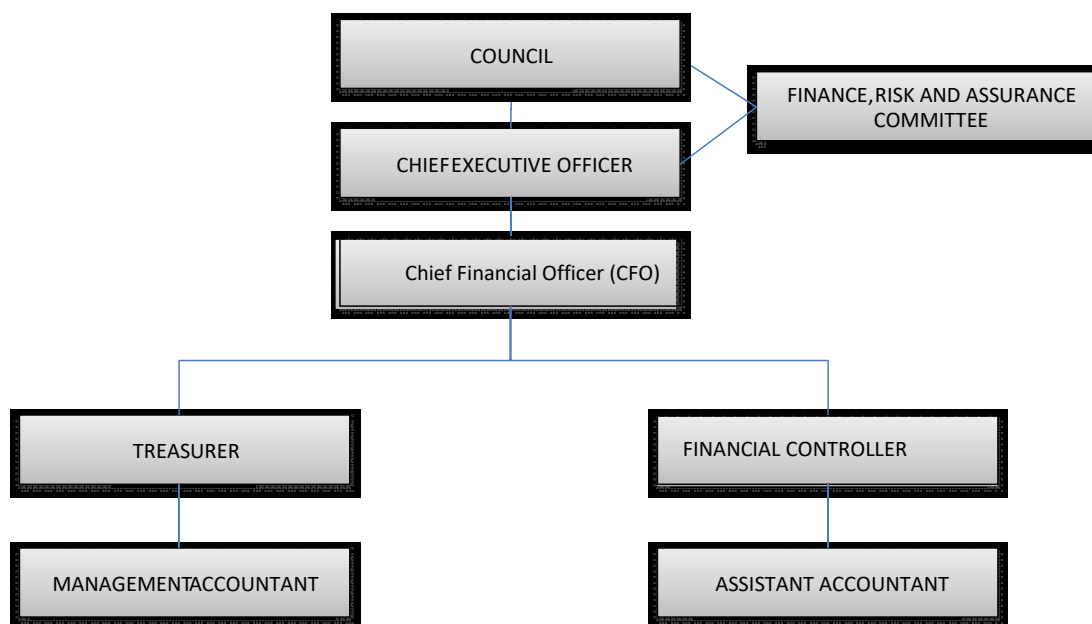 COUNCIL
FINANCE,RISK AND ASSURANCE
COMMITTEE
CHIEFEXECUTIVE OFFICER
Chief Financial Officer (CFO)
TREASURER
FINANCIAL CONTROLLER
MANAGEMENTACCOUNTANT
ASSISTANT ACCOUNTANT